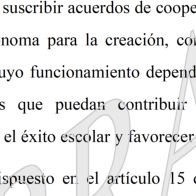 suscribir acuerdos de coope
noma para la creación, co
uyo funcionamiento depend
s que puedan contribuir
el éxito escolar y favorecer
spuesto en el artículo 15 d